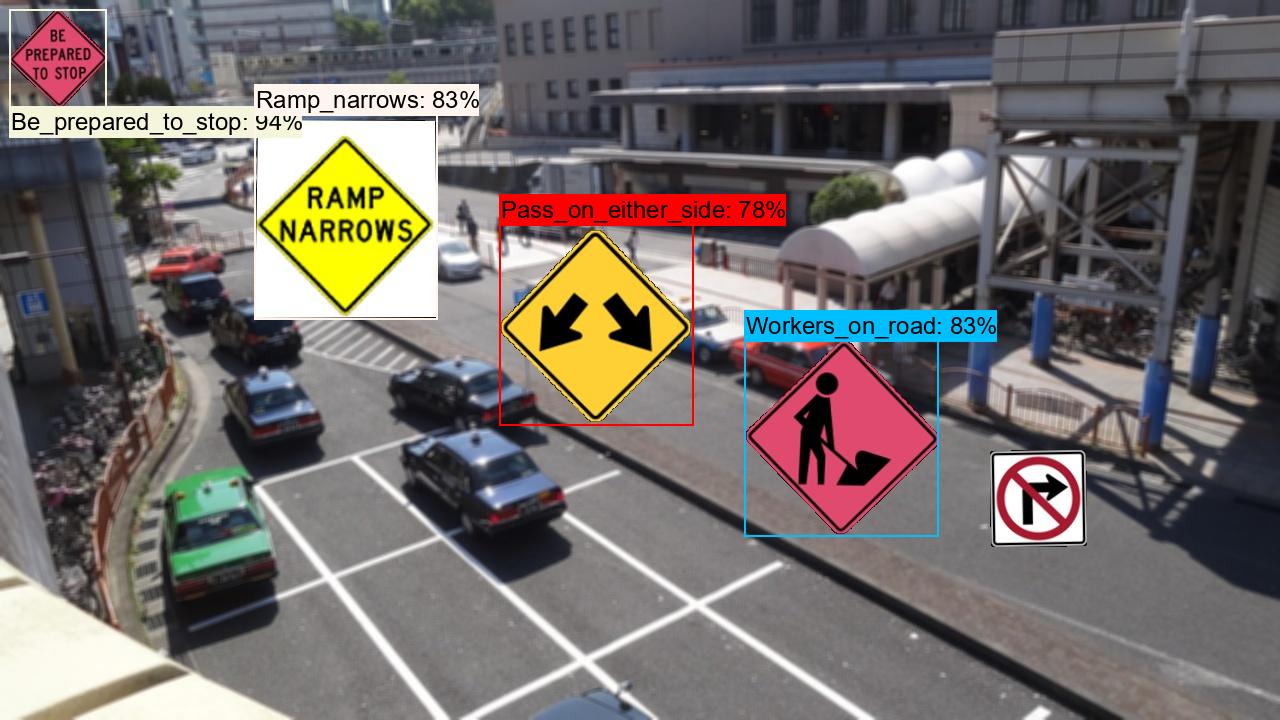 BE
PREPARED
TO STOP
Be_prepared_to_stop: 94%
Ramp_narrows: 83%
RAMP
NARROWS
Pass_on_either_side: 78%
Workers_on_road: 83%